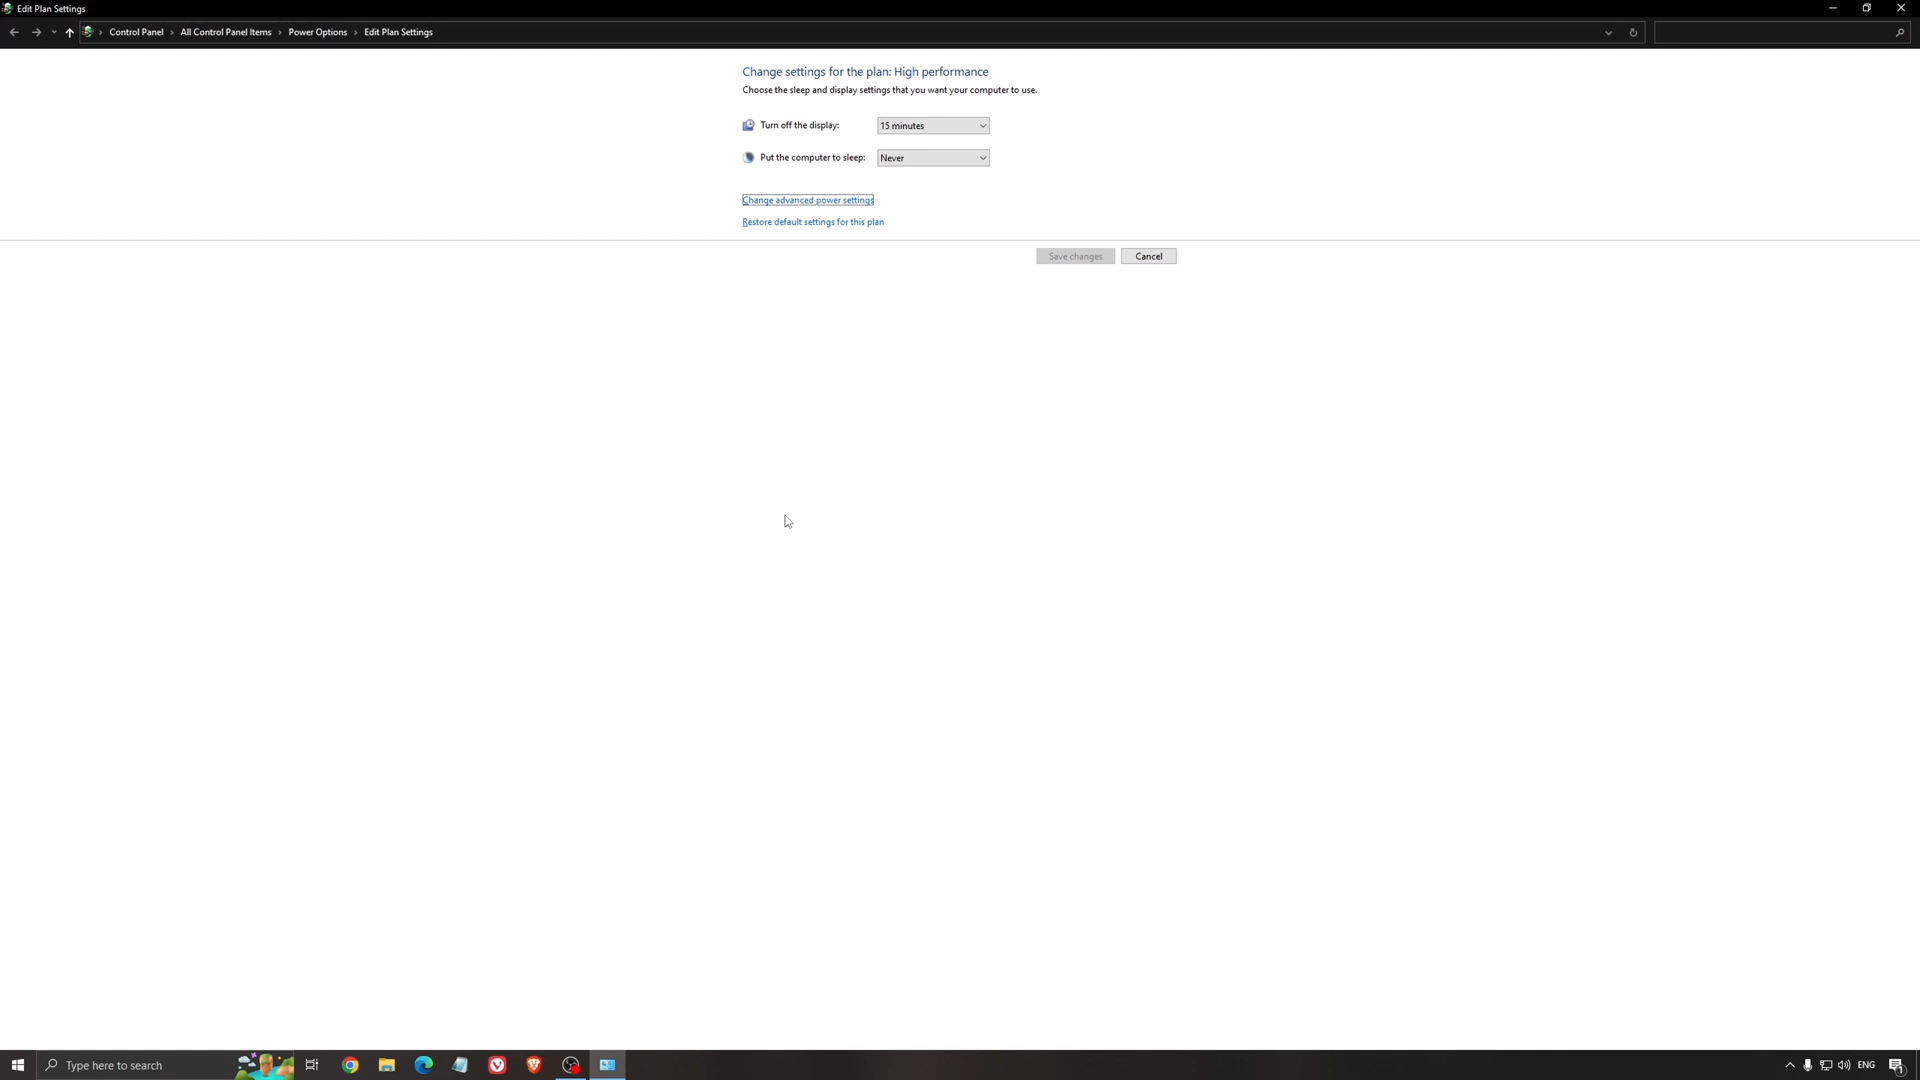 Edit Plan Settings
Control Panel > All Control Panel Items > Power Options > Edit Plan Settings
Change settings for the plan: High performance
Choose the sleep and display settings that you want your computer to use.
Turn off the display: 15 minutes
Put the computer to sleep: Never
Change advanced power settings
Restore default settings for this plan
Save changes Cancel
Type here to search ENG 1